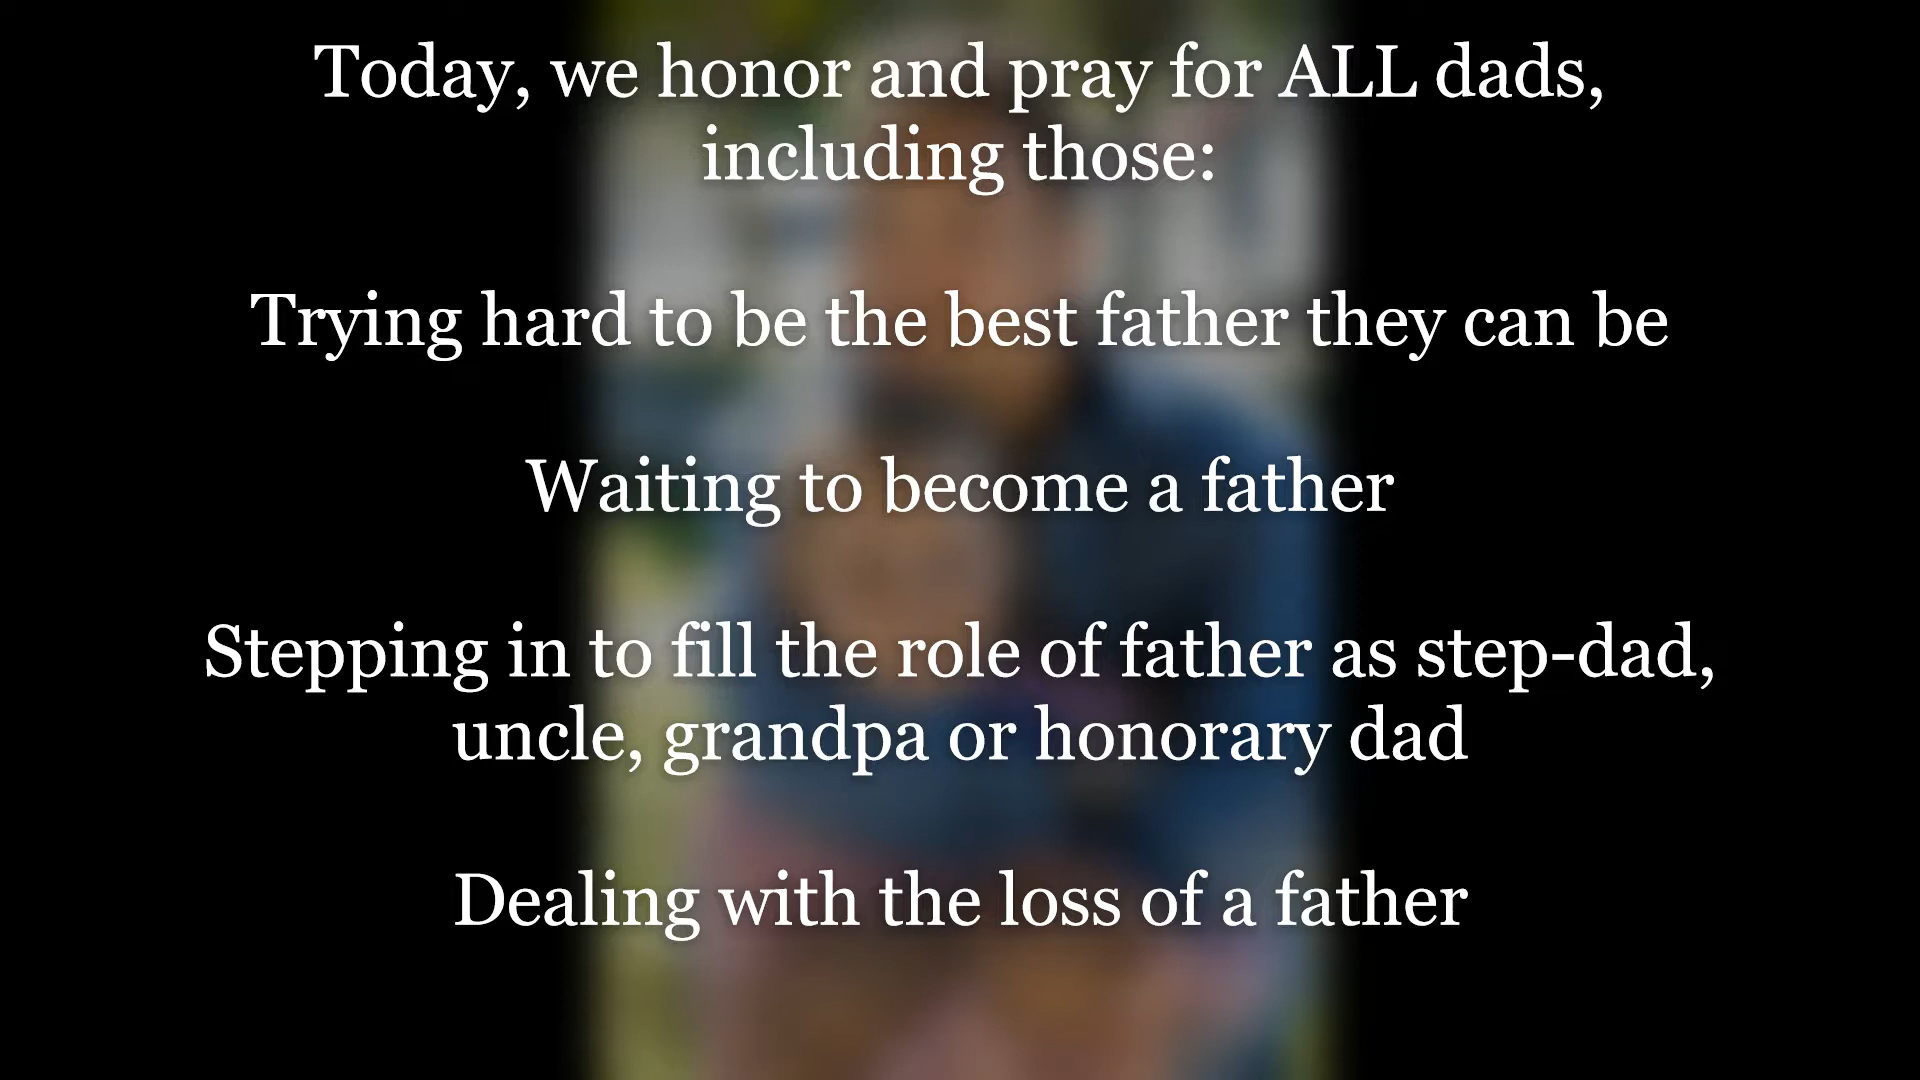 Today, we honor and pray for ALL dads,
including those:
Trying hard to be the best father they can be
Waiting to become a father
Stepping in to fill the role of father as step-dad,
uncle, grandpa or honorary dad
Dealing with the loss of a father